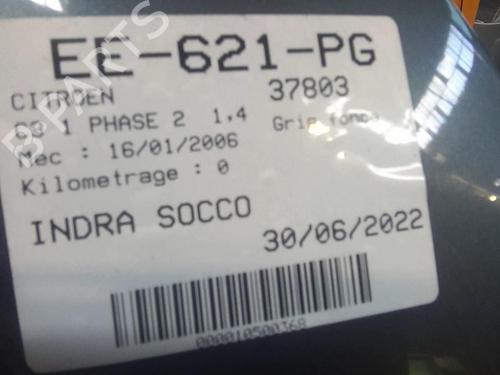 EE-621-PG
CITROEN 37803
C3 1 PHASE 2 1,4 Gris fonce
Mec : 16/01/2006
Kilometrage : 0
INDRA SOCCO
30/06/2022
000010500368